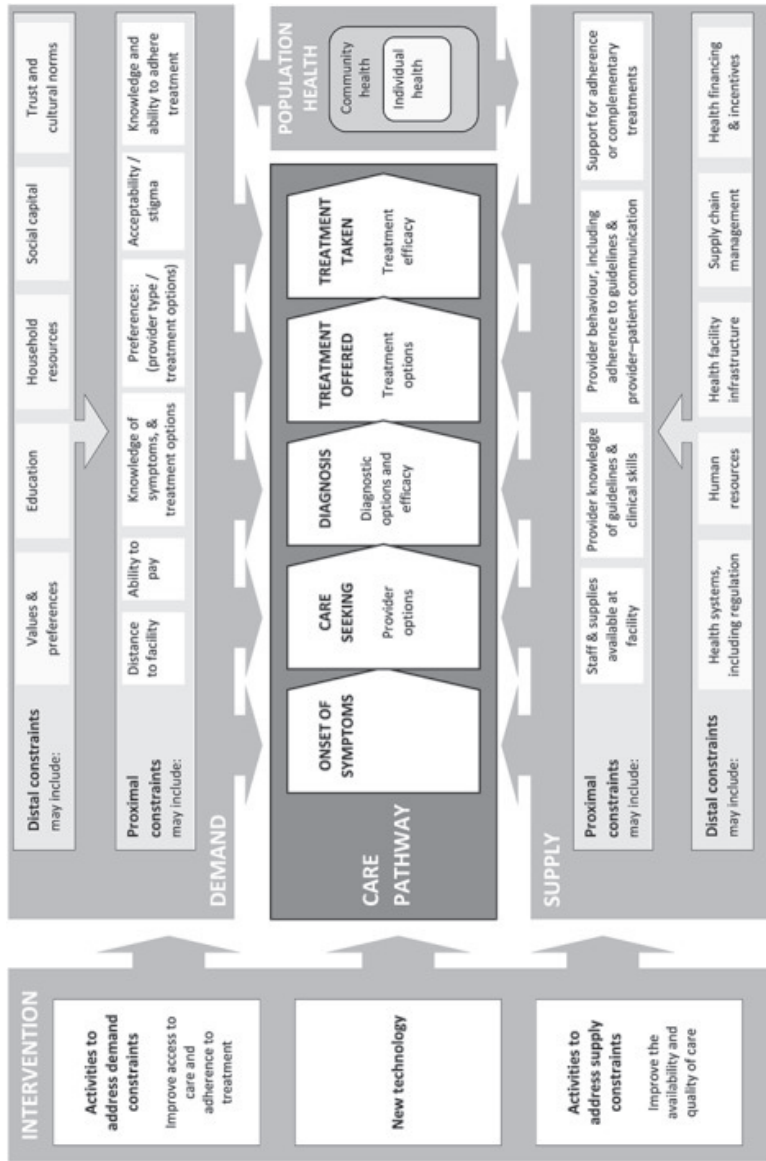 INTERVENTION
Activities to
address demand
constraints
Improve access to
care and
adherence to
treatment
New technology
Activities to
address supply
constraints
Improve the
availability and
quality of care
DEMAND
Distal constraints
may include:
Values &
preferences
Education
Household
resources
Social capital
Trust and
cultural norms
Proximal
constraints
may include:
Distance
to facility
Ability to
pay
Knowledge of
symptoms, &
treatment options
Preferences:
(provider type /
treatment options)
Acceptability /
stigma
Knowledge and
ability to adhere
treatment
CARE
PATHWAY
ONSET OF
SYMPTOMS
CARE
SEEKING
Provider
options
DIAGNOSIS
Diagnostic
options and
efficacy
TREATMENT
OFFERED
Treatment
options
TREATMENT
TAKEN
Treatment
efficacy
POPULATION
HEALTH
Community
health
Individual
health
SUPPLY
Proximal
constraints
may include:
Staff & supplies
available at
facility
Provider knowledge
of guidelines &
clinical skills
Provider behaviour, including
adherence to guidelines &
provider–patient communication
Support for adherence
or complementary
treatments
Distal constraints
may include:
Health systems,
including regulation
Human
resources
Health facility
infrastructure
Supply chain
management
Health financing
& incentives